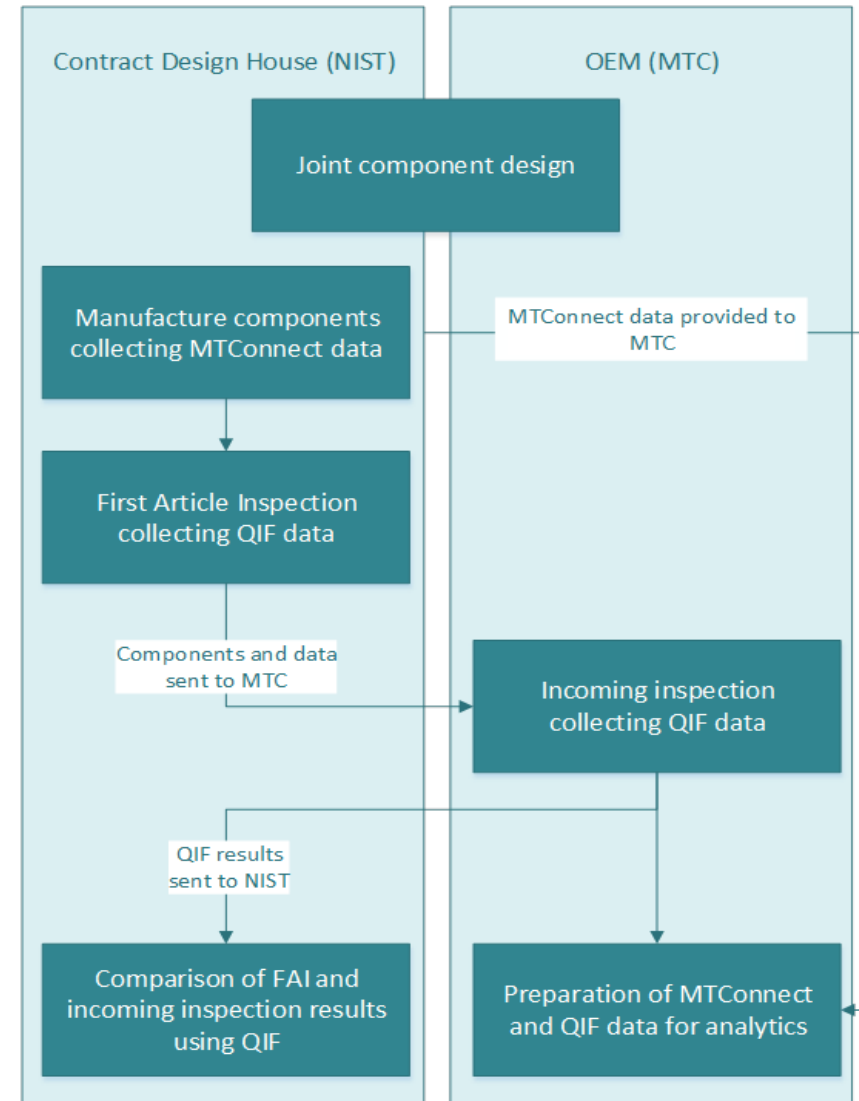 Contract Design House (NIST)
OEM (MTC)
Joint component design
Manufacture components
collecting MTConnect data
MTConnect data provided to
MTC
First Article Inspection
collecting QIF data
Components and data
sent to MTC
Incoming inspection
collecting QIF data
QIF results
sent to NIST
Comparison of FAI and
incoming inspection results
using QIF
Preparation of MTConnect
and QIF data for analytics